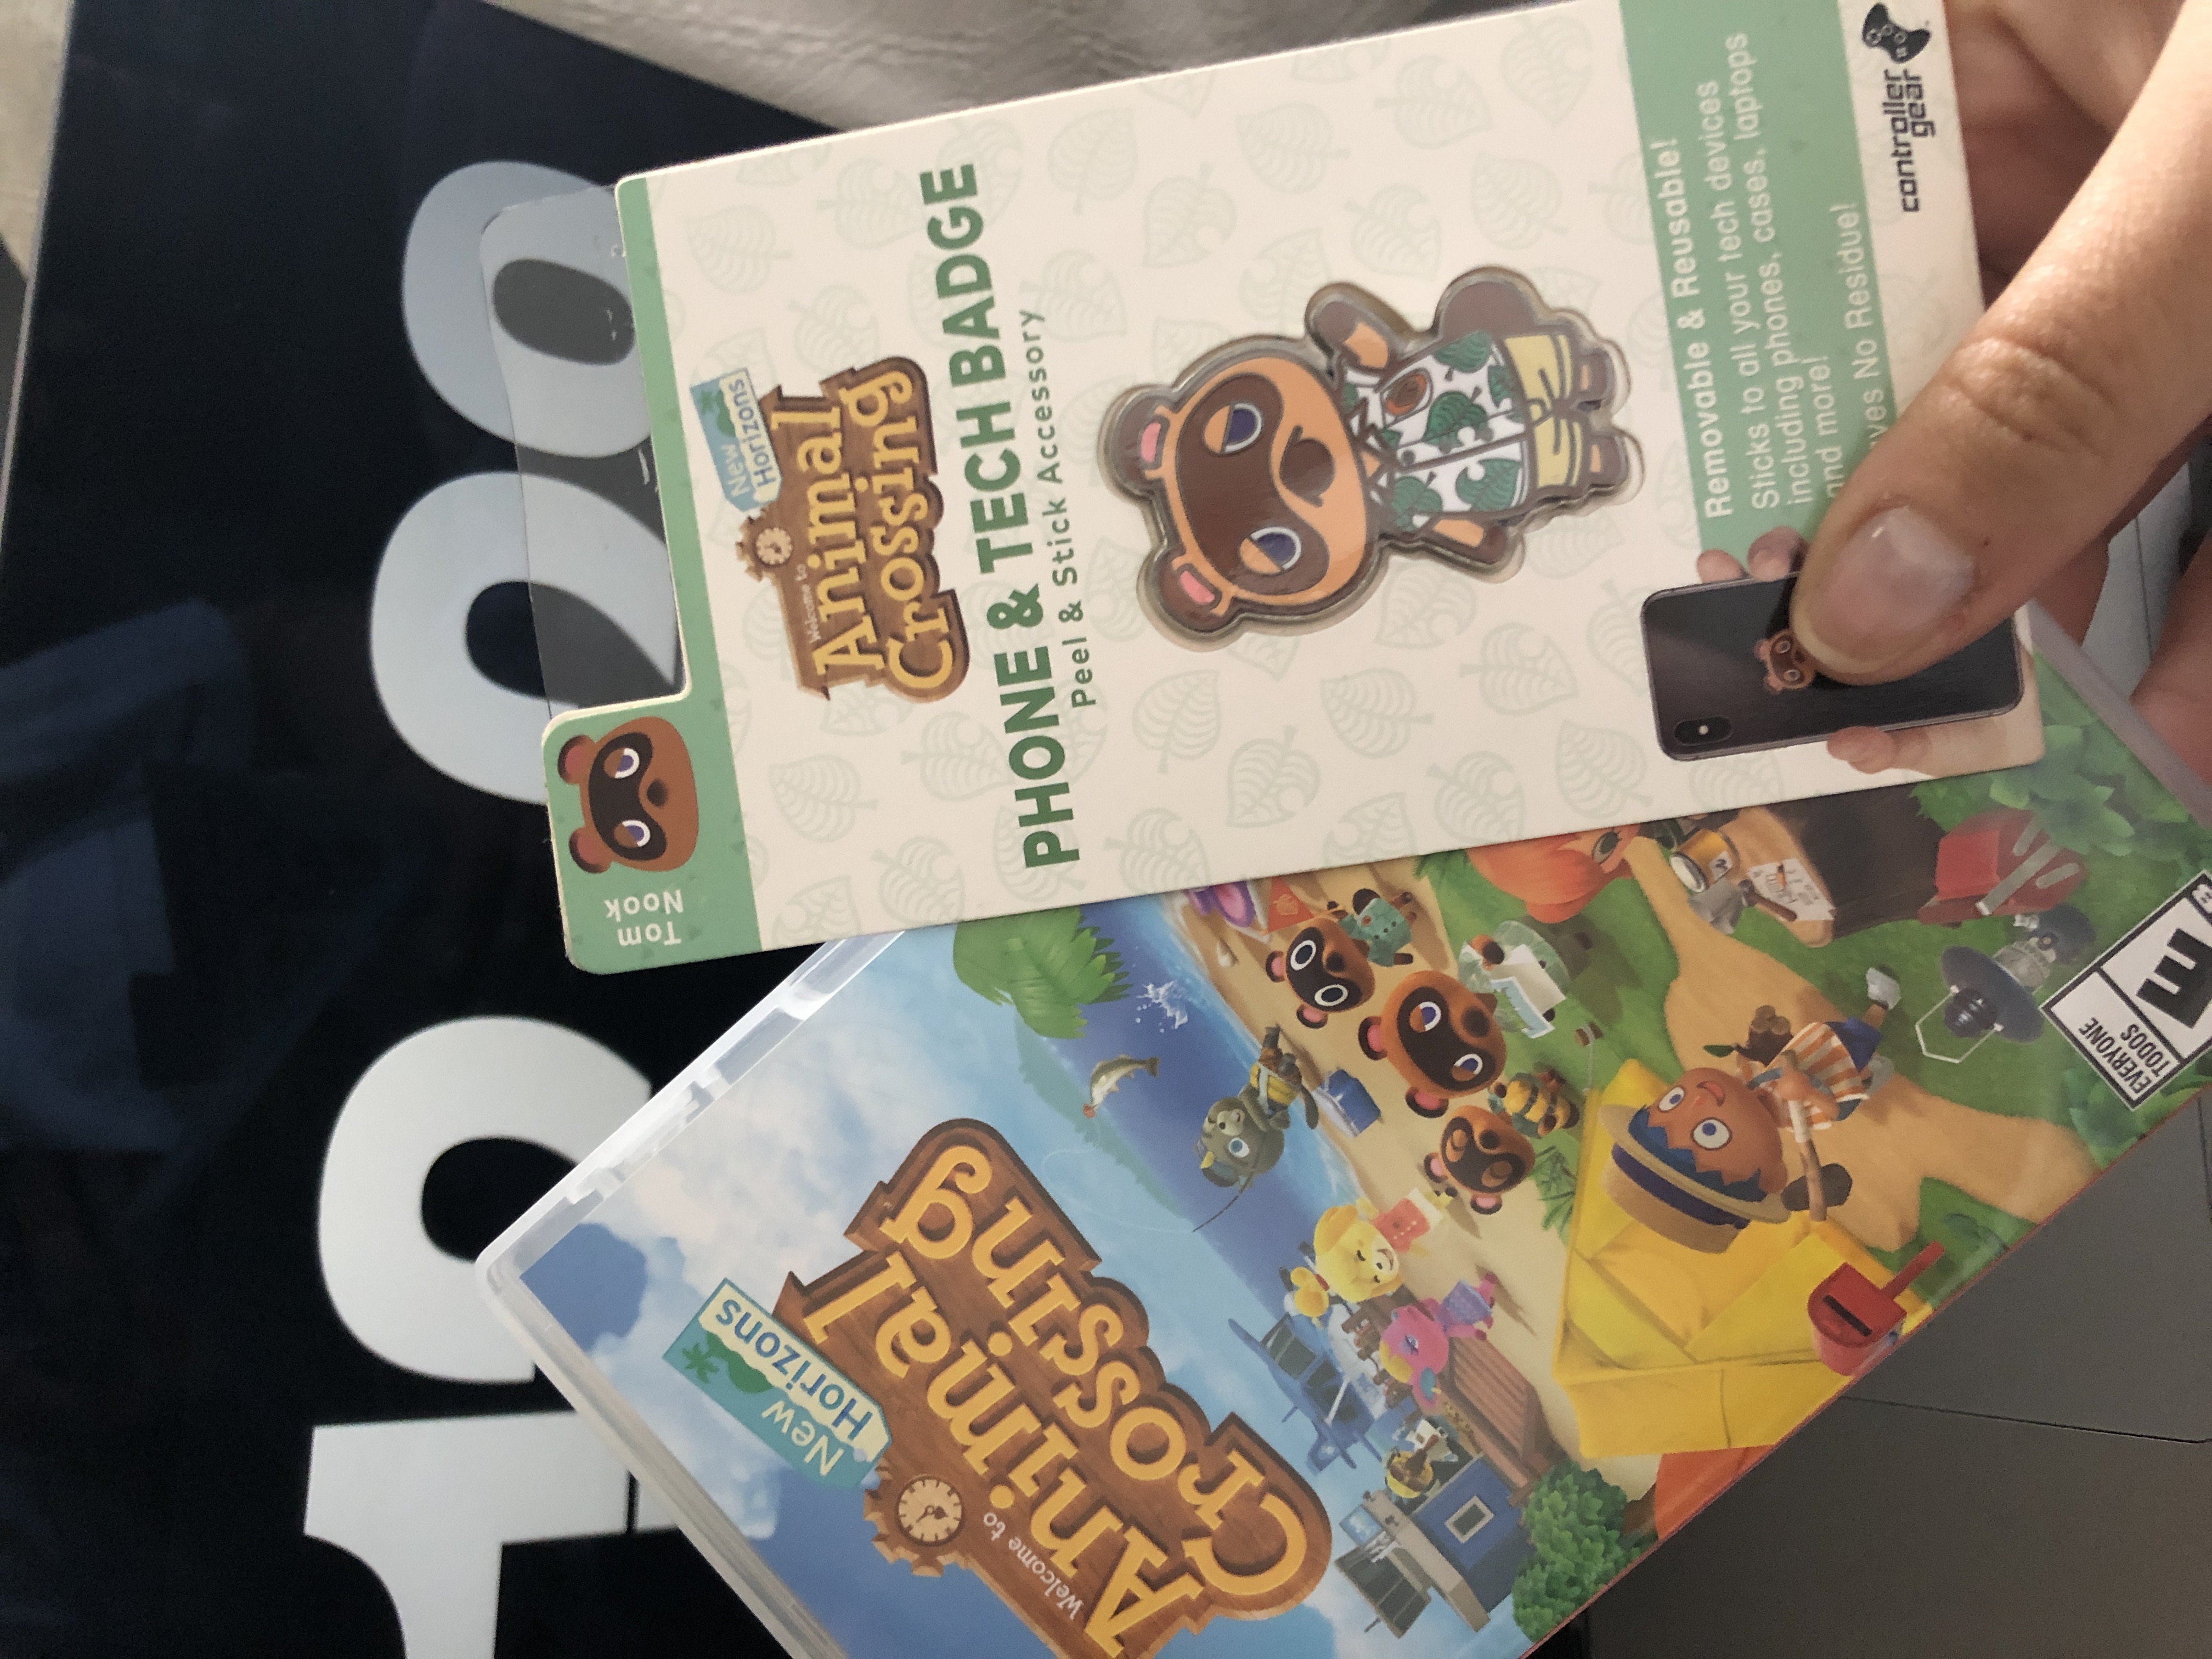 New
Horizons
Welcome to
Animal
Crossing
EVERYONE
TODOS
E
Tom
Nook
New
Horizons
Welcome to
Animal
Crossing
PHONE & TECH BADGE
Peel & Stick Accessory
Removable & Reusable!
Sticks to all your tech devices
including phones, cases, laptops
and more!
No Residue!
controller
gear